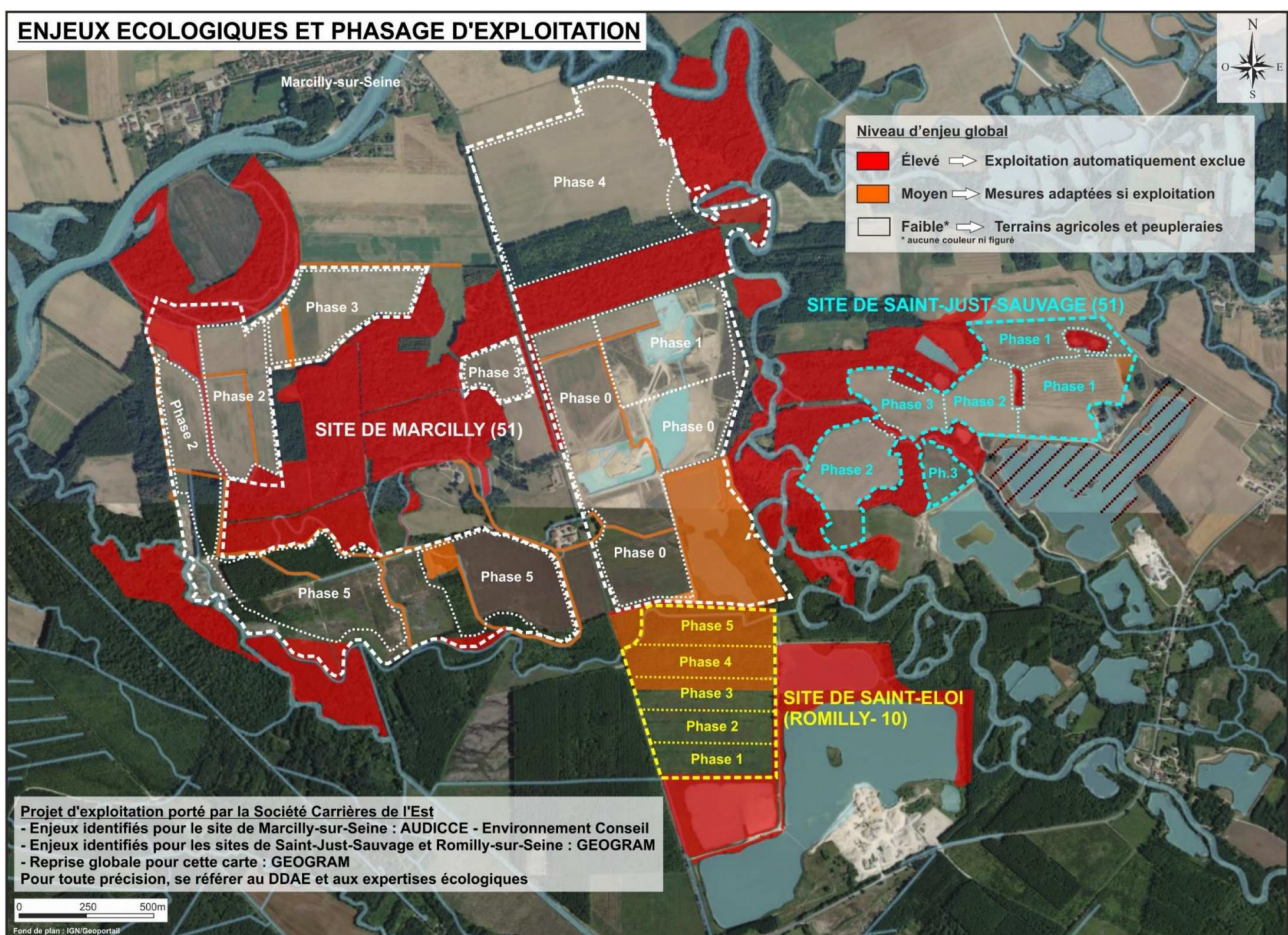 ENJEUX ECOLOGIQUES ET PHASAGE D'EXPLOITATION
N
O
E
S
Marcilly-sur-Seine
Niveau d'enjeu global
Élevé ⇨ Exploitation automatiquement exclue
Moyen ⇨ Mesures adaptées si exploitation
Faible* ⇨ Terrains agricoles et peupleraies
* aucune couleur ni figuré
Phase 4
Phase 3
SITE DE SAINT-JUST-SAUVAGE (51)
Phase 1
Phase 1
Phase 1
Phase 3
Phase 2
Phase 2
Phase 0
Phase 3
Phase 2
SITE DE MARCILLY (51)
Phase 0
Phase 2
Ph.3
Phase 0
Phase 5
Phase 5
Phase 5
Phase 4
Phase 3
Phase 2
Phase 1
SITE DE SAINT-ELOI
(ROMILLY- 10)
Projet d'exploitation porté par la Société Carrières de l'Est
- Enjeux identifiés pour le site de Marcilly-sur-Seine : AUDICCE - Environnement Conseil
- Enjeux identifiés pour les sites de Saint-Just-Sauvage et Romilly-sur-Seine : GEOGRAM
- Reprise globale pour cette carte : GEOGRAM
Pour toute précision, se référer au DDAE et aux expertises écologiques
0 250 500m
Fond de plan : IGN/Geoportail